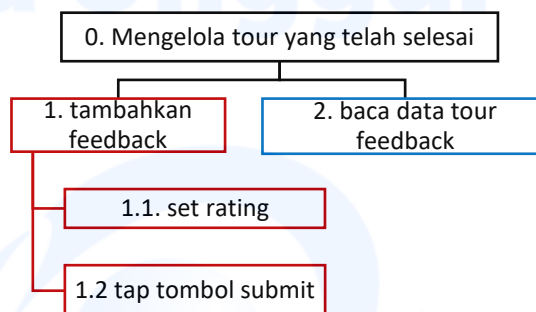 0. Mengelola tour yang telah selesai
1. tambahkan
feedback
2. baca data tour
feedback
1.1. set rating
1.2 tap tombol submit